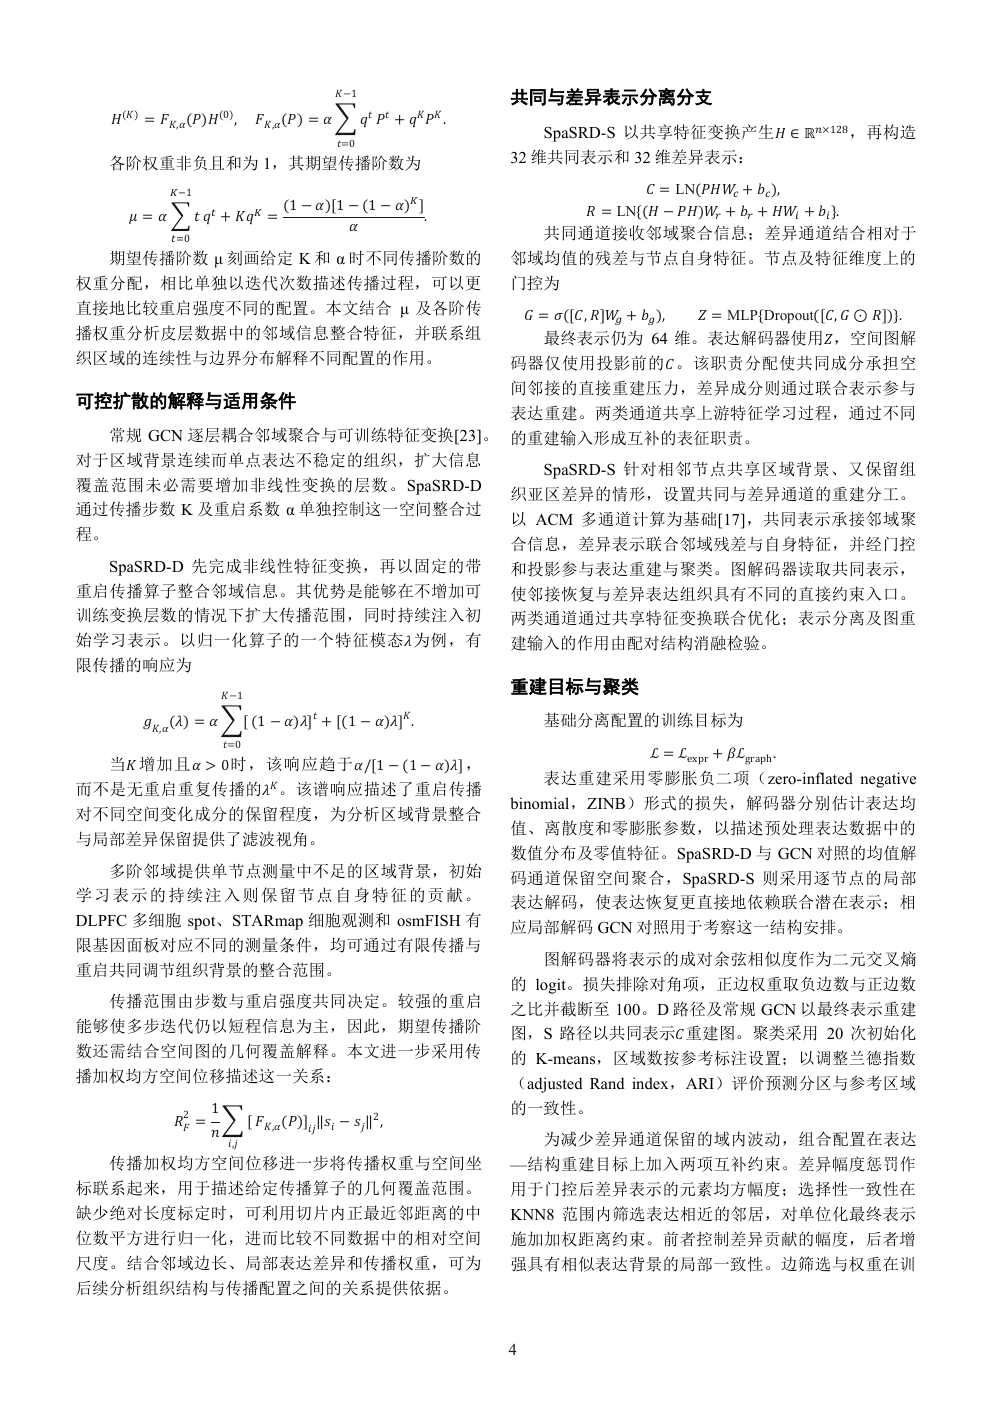 H^{(K)} = F_{K,α}(P)H^{(0)},  F_{K,α}(P) = α∑_{t=0}^{K−1} q^t P^t + q^K P^K.
各阶权重非负且和为 1，其期望传播阶数为
μ = α∑_{t=0}^{K−1} t q^t + Kq^K = (1 − α)[1 − (1 − α)^K] / α.
期望传播阶数 μ 刻画给定 K 和 α 时不同传播阶数的
权重分配，相比单独以迭代次数描述传播过程，可以更
直接地比较重启强度不同的配置。本文结合 μ 及各阶传
播权重分析皮层数据中的邻域信息整合特征，并联系组
织区域的连续性与边界分布解释不同配置的作用。
可控扩散的解释与适用条件
常规 GCN 逐层耦合邻域聚合与可训练特征变换[23]。
对于区域背景连续而单点表达不稳定的组织，扩大信息
覆盖范围未必需要增加非线性变换的层数。SpaSRD-D
通过传播步数 K 及重启系数 α 单独控制这一空间整合过
程。
SpaSRD-D 先完成非线性特征变换，再以固定的带
重启传播算子整合邻域信息。其优势是能够在不增加可
训练变换层数的情况下扩大传播范围，同时持续注入初
始学习表示。以归一化算子的一个特征模态λ为例，有
限传播的响应为
g_{K,α}(λ) = α∑_{t=0}^{K−1} [(1 − α)λ]^t + [(1 − α)λ]^K.
当K增加且α > 0时，该响应趋于α/[1 − (1 − α)λ]，
而不是无重启重复传播的λ^K。该谱响应描述了重启传播
对不同空间变化成分的保留程度，为分析区域背景整合
与局部差异保留提供了滤波视角。
多阶邻域提供单节点测量中不足的区域背景，初始
学习表示的持续注入则保留节点自身特征的贡献。
DLPFC 多细胞 spot、STARmap 细胞观测和 osmFISH 有
限基因面板对应不同的测量条件，均可通过有限传播与
重启共同调节组织背景的整合范围。
传播范围由步数与重启强度共同决定。较强的重启
能够使多步迭代仍以短程信息为主，因此，期望传播阶
数还需结合空间图的几何覆盖解释。本文进一步采用传
播加权均方空间位移描述这一关系：
R_F^2 = 1/n ∑_{i,j} [F_{K,α}(P)]_{ij}‖s_i − s_j‖^2,
传播加权均方空间位移进一步将传播权重与空间坐
标联系起来，用于描述给定传播算子的几何覆盖范围。
缺少绝对长度标定时，可利用切片内正最近邻距离的中
位数平方进行归一化，进而比较不同数据中的相对空间
尺度。结合邻域边长、局部表达差异和传播权重，可为
后续分析组织结构与传播配置之间的关系提供依据。
共同与差异表示分离分支
SpaSRD-S 以共享特征变换产生H ∈ ℝ^{n×128}，再构造
32 维共同表示和 32 维差异表示：
C = LN(PHW_c + b_c),
R = LN{(H − PH)W_r + b_r + HW_i + b_i}.
共同通道接收邻域聚合信息；差异通道结合相对于
邻域均值的残差与节点自身特征。节点及特征维度上的
门控为
G = σ([C, R]W_g + b_g),  Z = MLP{Dropout([C, G ⊙ R])}.
最终表示仍为 64 维。表达解码器使用Z，空间图解
码器仅使用投影前的C。该职责分配使共同成分承担空
间邻接的直接重建压力，差异成分则通过联合表示参与
表达重建。两类通道共享上游特征学习过程，通过不同
的重建输入形成互补的表征职责。
SpaSRD-S 针对相邻节点共享区域背景、又保留组
织亚区差异的情形，设置共同与差异通道的重建分工。
以 ACM 多通道计算为基础[17]，共同表示承接邻域聚
合信息，差异表示联合邻域残差与自身特征，并经门控
和投影参与表达重建与聚类。图解码器读取共同表示，
使邻接恢复与差异表达组织具有不同的直接约束入口。
两类通道通过共享特征变换联合优化；表示分离及图重
建输入的作用由配对结构消融检验。
重建目标与聚类
基础分离配置的训练目标为
ℒ = ℒ_{expr} + βℒ_{graph}.
表达重建采用零膨胀负二项（zero-inflated negative
binomial，ZINB）形式的损失，解码器分别估计表达均
值、离散度和零膨胀参数，以描述预处理表达数据中的
数值分布及零值特征。SpaSRD-D 与 GCN 对照的均值解
码通道保留空间聚合，SpaSRD-S 则采用逐节点的局部
表达解码，使表达恢复更直接地依赖联合潜在表示；相
应局部解码 GCN 对照用于考察这一结构安排。
图解码器将表示的成对余弦相似度作为二元交叉熵
的 logit。损失排除对角项，正边权重取负边数与正边数
之比并截断至 100。D 路径及常规 GCN 以最终表示重建
图，S 路径以共同表示C重建图。聚类采用 20 次初始化
的 K-means，区域数按参考标注设置；以调整兰德指数
（adjusted Rand index，ARI）评价预测分区与参考区域
的一致性。
为减少差异通道保留的域内波动，组合配置在表达
—结构重建目标上加入两项互补约束。差异幅度惩罚作
用于门控后差异表示的元素均方幅度；选择性一致性在
KNN8 范围内筛选表达相近的邻居，对单位化最终表示
施加加权距离约束。前者控制差异贡献的幅度，后者增
强具有相似表达背景的局部一致性。边筛选与权重在训
4